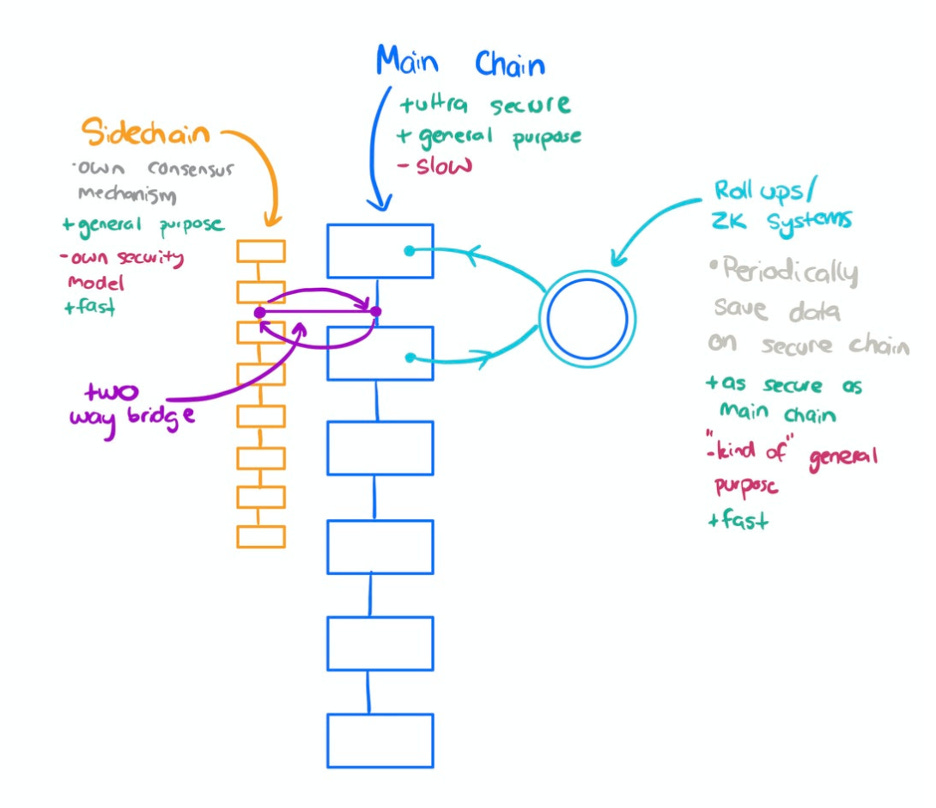 Main Chain
+ultra secure
+ general purpose
- slow
Sidechain
·own consensus
mechanism
+general purpose
-own security
model
+fast
two
way bridge
Roll ups/
ZK Systems
•Periodically
save data
on secure chain
+as secure as
main chain
-"kind of" general
purpose
+fast